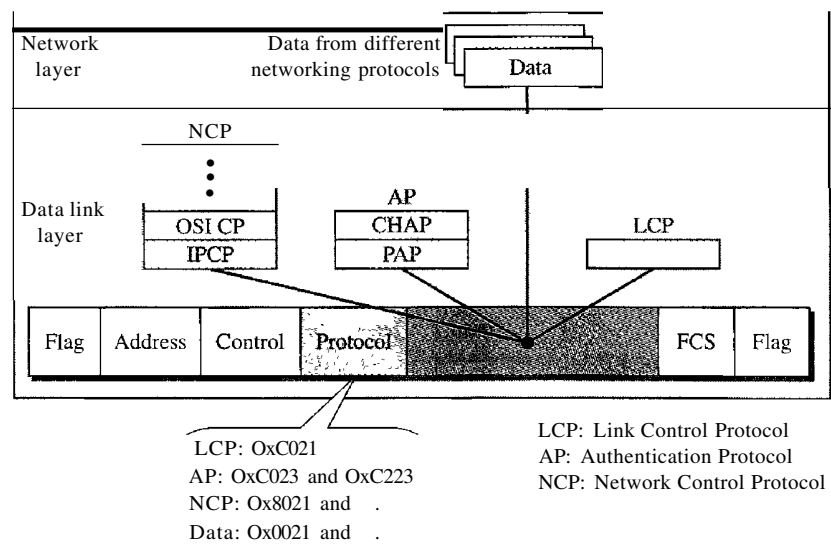 Network
layer
Data from different
networking protocols
Data
NCP
OSI CP
IPCP
AP
CHAP
PAP
LCP
Data link
layer
Flag
Address
Control
Protocol
FCS
Flag
LCP: OxC021
AP: OxC023 and OxC223
NCP: Ox8021 and .
Data: Ox0021 and .
LCP: Link Control Protocol
AP: Authentication Protocol
NCP: Network Control Protocol